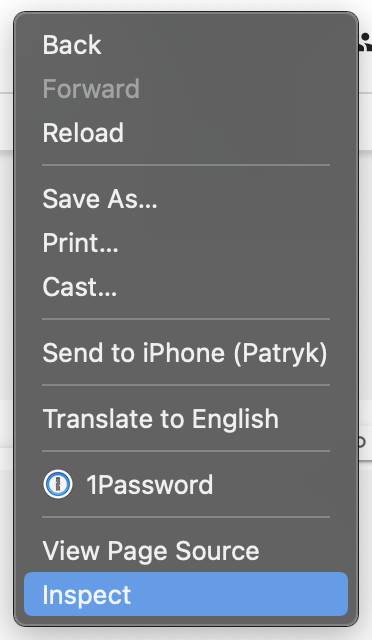 Back
Forward
Reload
Save As...
Print...
Cast...
Send to iPhone (Patryk)
Translate to English
1Password
View Page Source
Inspect